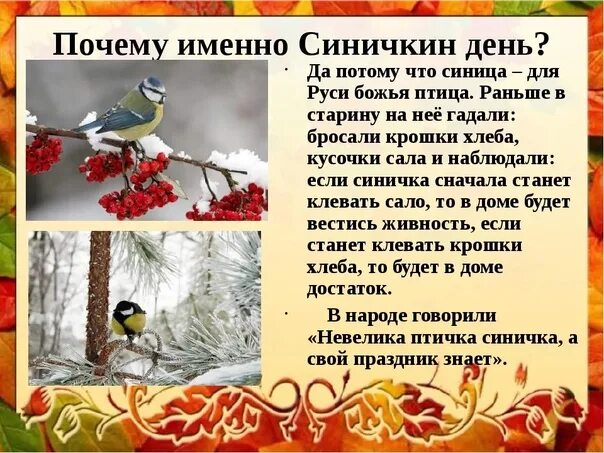 Почему именно Синичкин день?
Да потому что синица – для
Руси божья птица. Раньше в
старину на неё гадали:
бросали крошки хлеба,
кусочки сала и наблюдали:
если синичка сначала станет
клевать сало, то в доме будет
вестись живность, если
станет клевать крошки
хлеба, то будет в доме
достаток.
В народе говорили
«Невелика птичка синичка, а
свой праздник знает».